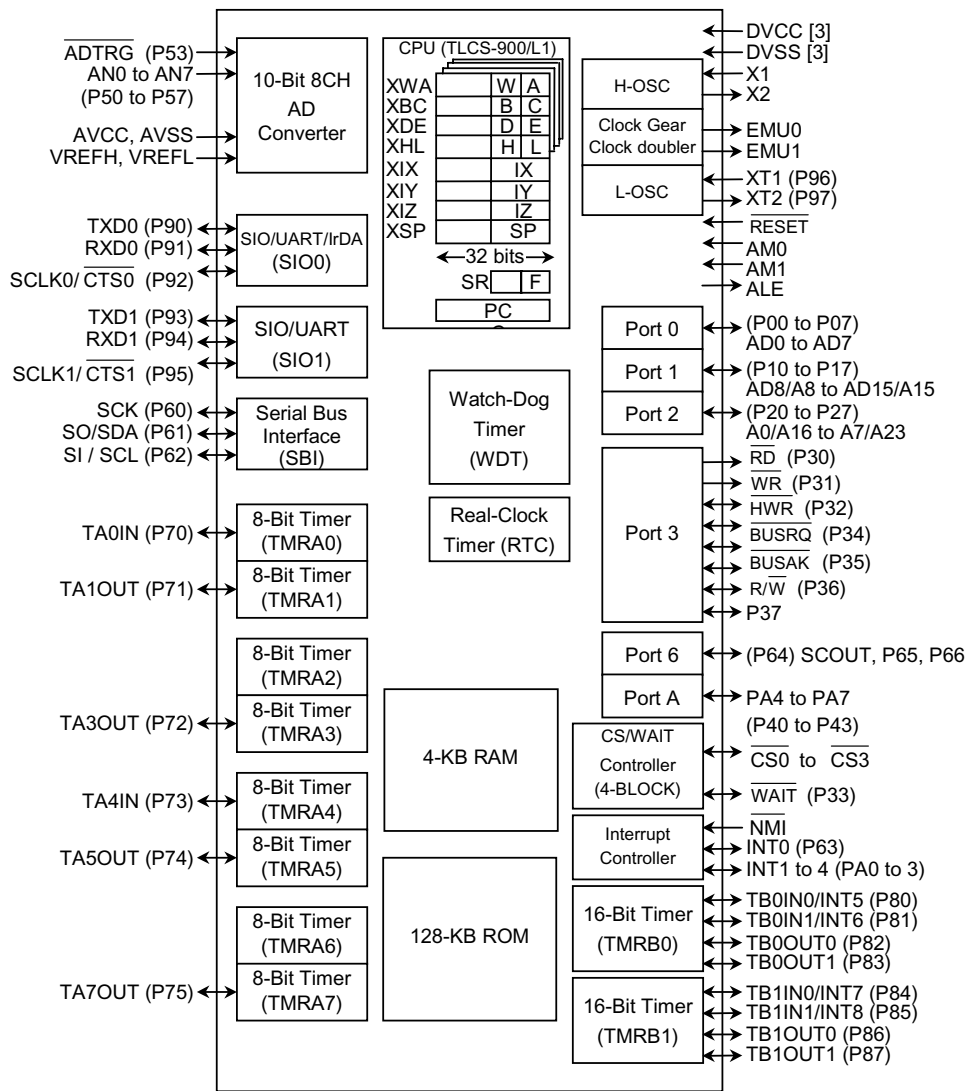 ADTRG (P53)
AN0 to AN7
(P50 to P57)
AVCC, AVSS
VREFH, VREFL
10-Bit 8CH
AD
Converter
TXD0 (P90)
RXD0 (P91)
SCLK0/ CTS0 (P92)
SIO/UART/IrDA
(SIO0)
TXD1 (P93)
RXD1 (P94)
SCLK1/ CTS1 (P95)
SIO/UART
(SIO1)
SCK (P60)
SO/SDA (P61)
SI / SCL (P62)
Serial Bus
Interface
(SBI)
TA0IN (P70)
8-Bit Timer
(TMRA0)
TA1OUT (P71)
8-Bit Timer
(TMRA1)
8-Bit Timer
(TMRA2)
TA3OUT (P72)
8-Bit Timer
(TMRA3)
TA4IN (P73)
8-Bit Timer
(TMRA4)
TA5OUT (P74)
8-Bit Timer
(TMRA5)
8-Bit Timer
(TMRA6)
TA7OUT (P75)
8-Bit Timer
(TMRA7)
CPU (TLCS-900/L1)
XWA W A
XBC B C
XDE D E
XHL H L
XIX IX
XIY IY
XIZ IZ
XSP SP
32 bits
SR F
PC
Watch-Dog
Timer
(WDT)
Real-Clock
Timer (RTC)
4-KB RAM
128-KB ROM
H-OSC
Clock Gear
Clock doubler
L-OSC
DVCC [3]
DVSS [3]
X1
X2
EMU0
EMU1
XT1 (P96)
XT2 (P97)
RESET
AM0
AM1
ALE
Port 0
(P00 to P07)
AD0 to AD7
Port 1
(P10 to P17)
AD8/A8 to AD15/A15
Port 2
(P20 to P27)
A0/A16 to A7/A23
Port 3
RD (P30)
WR (P31)
HWR (P32)
BUSRQ (P34)
BUSAK (P35)
R/W (P36)
P37
Port 6
(P64) SCOUT, P65, P66
Port A
PA4 to PA7
(P40 to P43)
CS/WAIT
Controller
(4-BLOCK)
CS0 to CS3
WAIT (P33)
Interrupt
Controller
NMI
INT0 (P63)
INT1 to 4 (PA0 to 3)
16-Bit Timer
(TMRB0)
TB0IN0/INT5 (P80)
TB0IN1/INT6 (P81)
TB0OUT0 (P82)
TB0OUT1 (P83)
16-Bit Timer
(TMRB1)
TB1IN0/INT7 (P84)
TB1IN1/INT8 (P85)
TB1OUT0 (P86)
TB1OUT1 (P87)